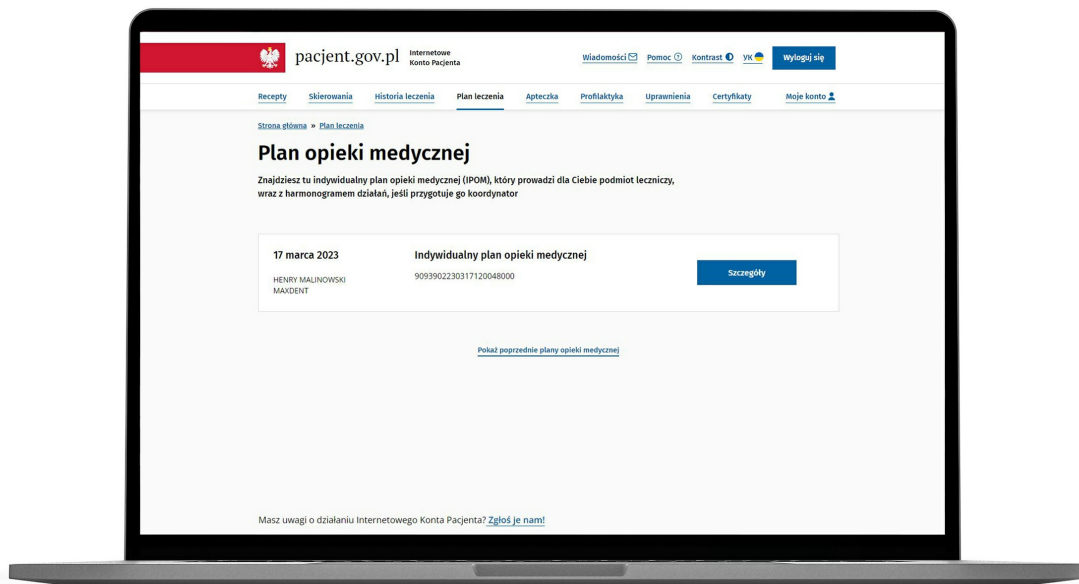 pacjent.gov.pl
Internetowe
Konto Pacjenta
Wiadomości
Pomoc
Kontrast
УК
Wyloguj się
Recepty
Skierowania
Historia leczenia
Plan leczenia
Apteczka
Profilaktyka
Uprawnienia
Certyfikaty
Moje konto
Strona główna » Plan leczenia
Plan opieki medycznej
Znajdziesz tu indywidualny plan opieki medycznej (IPOM), który prowadzi dla Ciebie podmiot leczniczy,
wraz z harmonogramem działań, jeśli przygotuje go koordynator
17 marca 2023
HENRY MALINOWSKI
MAXDENT
Indywidualny plan opieki medycznej
9093902230317120048000
Szczegóły
Pokaż poprzednie plany opieki medycznej
Masz uwagi o działaniu Internetowego Konta Pacjenta? Zgłoś je nam!